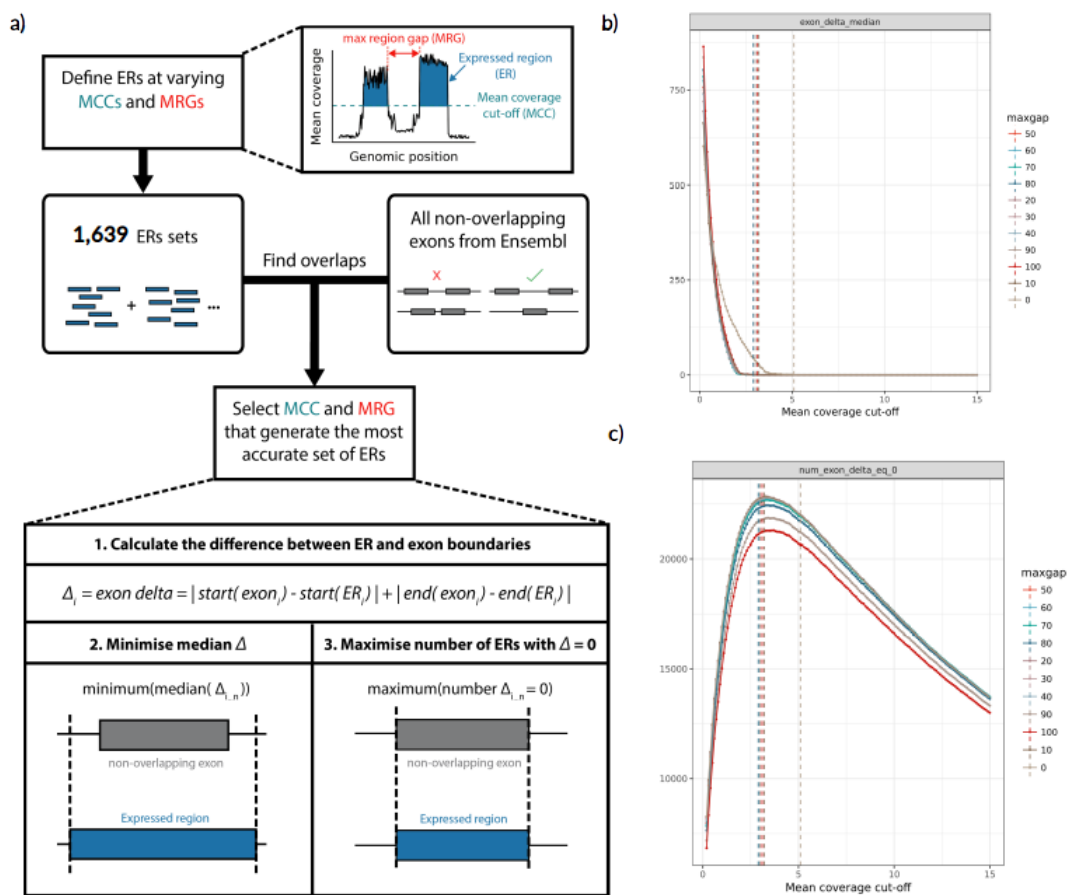 a)
Define ERs at varying
MCCs and MRGs
max region gap (MRG)
Expressed region
(ER)
Mean coverage
cut-off (MCC)
Mean coverage
Genomic position
1,639 ERs sets
+
...
Find overlaps
All non-overlapping
exons from Ensembl
X
Select MCC and MRG
that generate the most
accurate set of ERs
1. Calculate the difference between ER and exon boundaries
Δi = exon delta = | start( exoni ) - start( ERi ) | + | end( exoni ) - end( ERi ) |
2. Minimise median Δ
minimum(median( Δi...n ))
non-overlapping exon
Expressed region
3. Maximise number of ERs with Δ = 0
maximum(number Δi...n = 0)
non-overlapping exon
Expressed region
b)
exon_delta_median
750
500
250
0
0
5
10
15
Mean coverage cut-off
maxgap
50
60
70
80
20
30
40
90
100
10
0
c)
num_exon_delta_eq_0
20000
15000
10000
0
5
10
15
Mean coverage cut-off
maxgap
50
60
70
80
20
30
40
90
100
10
0